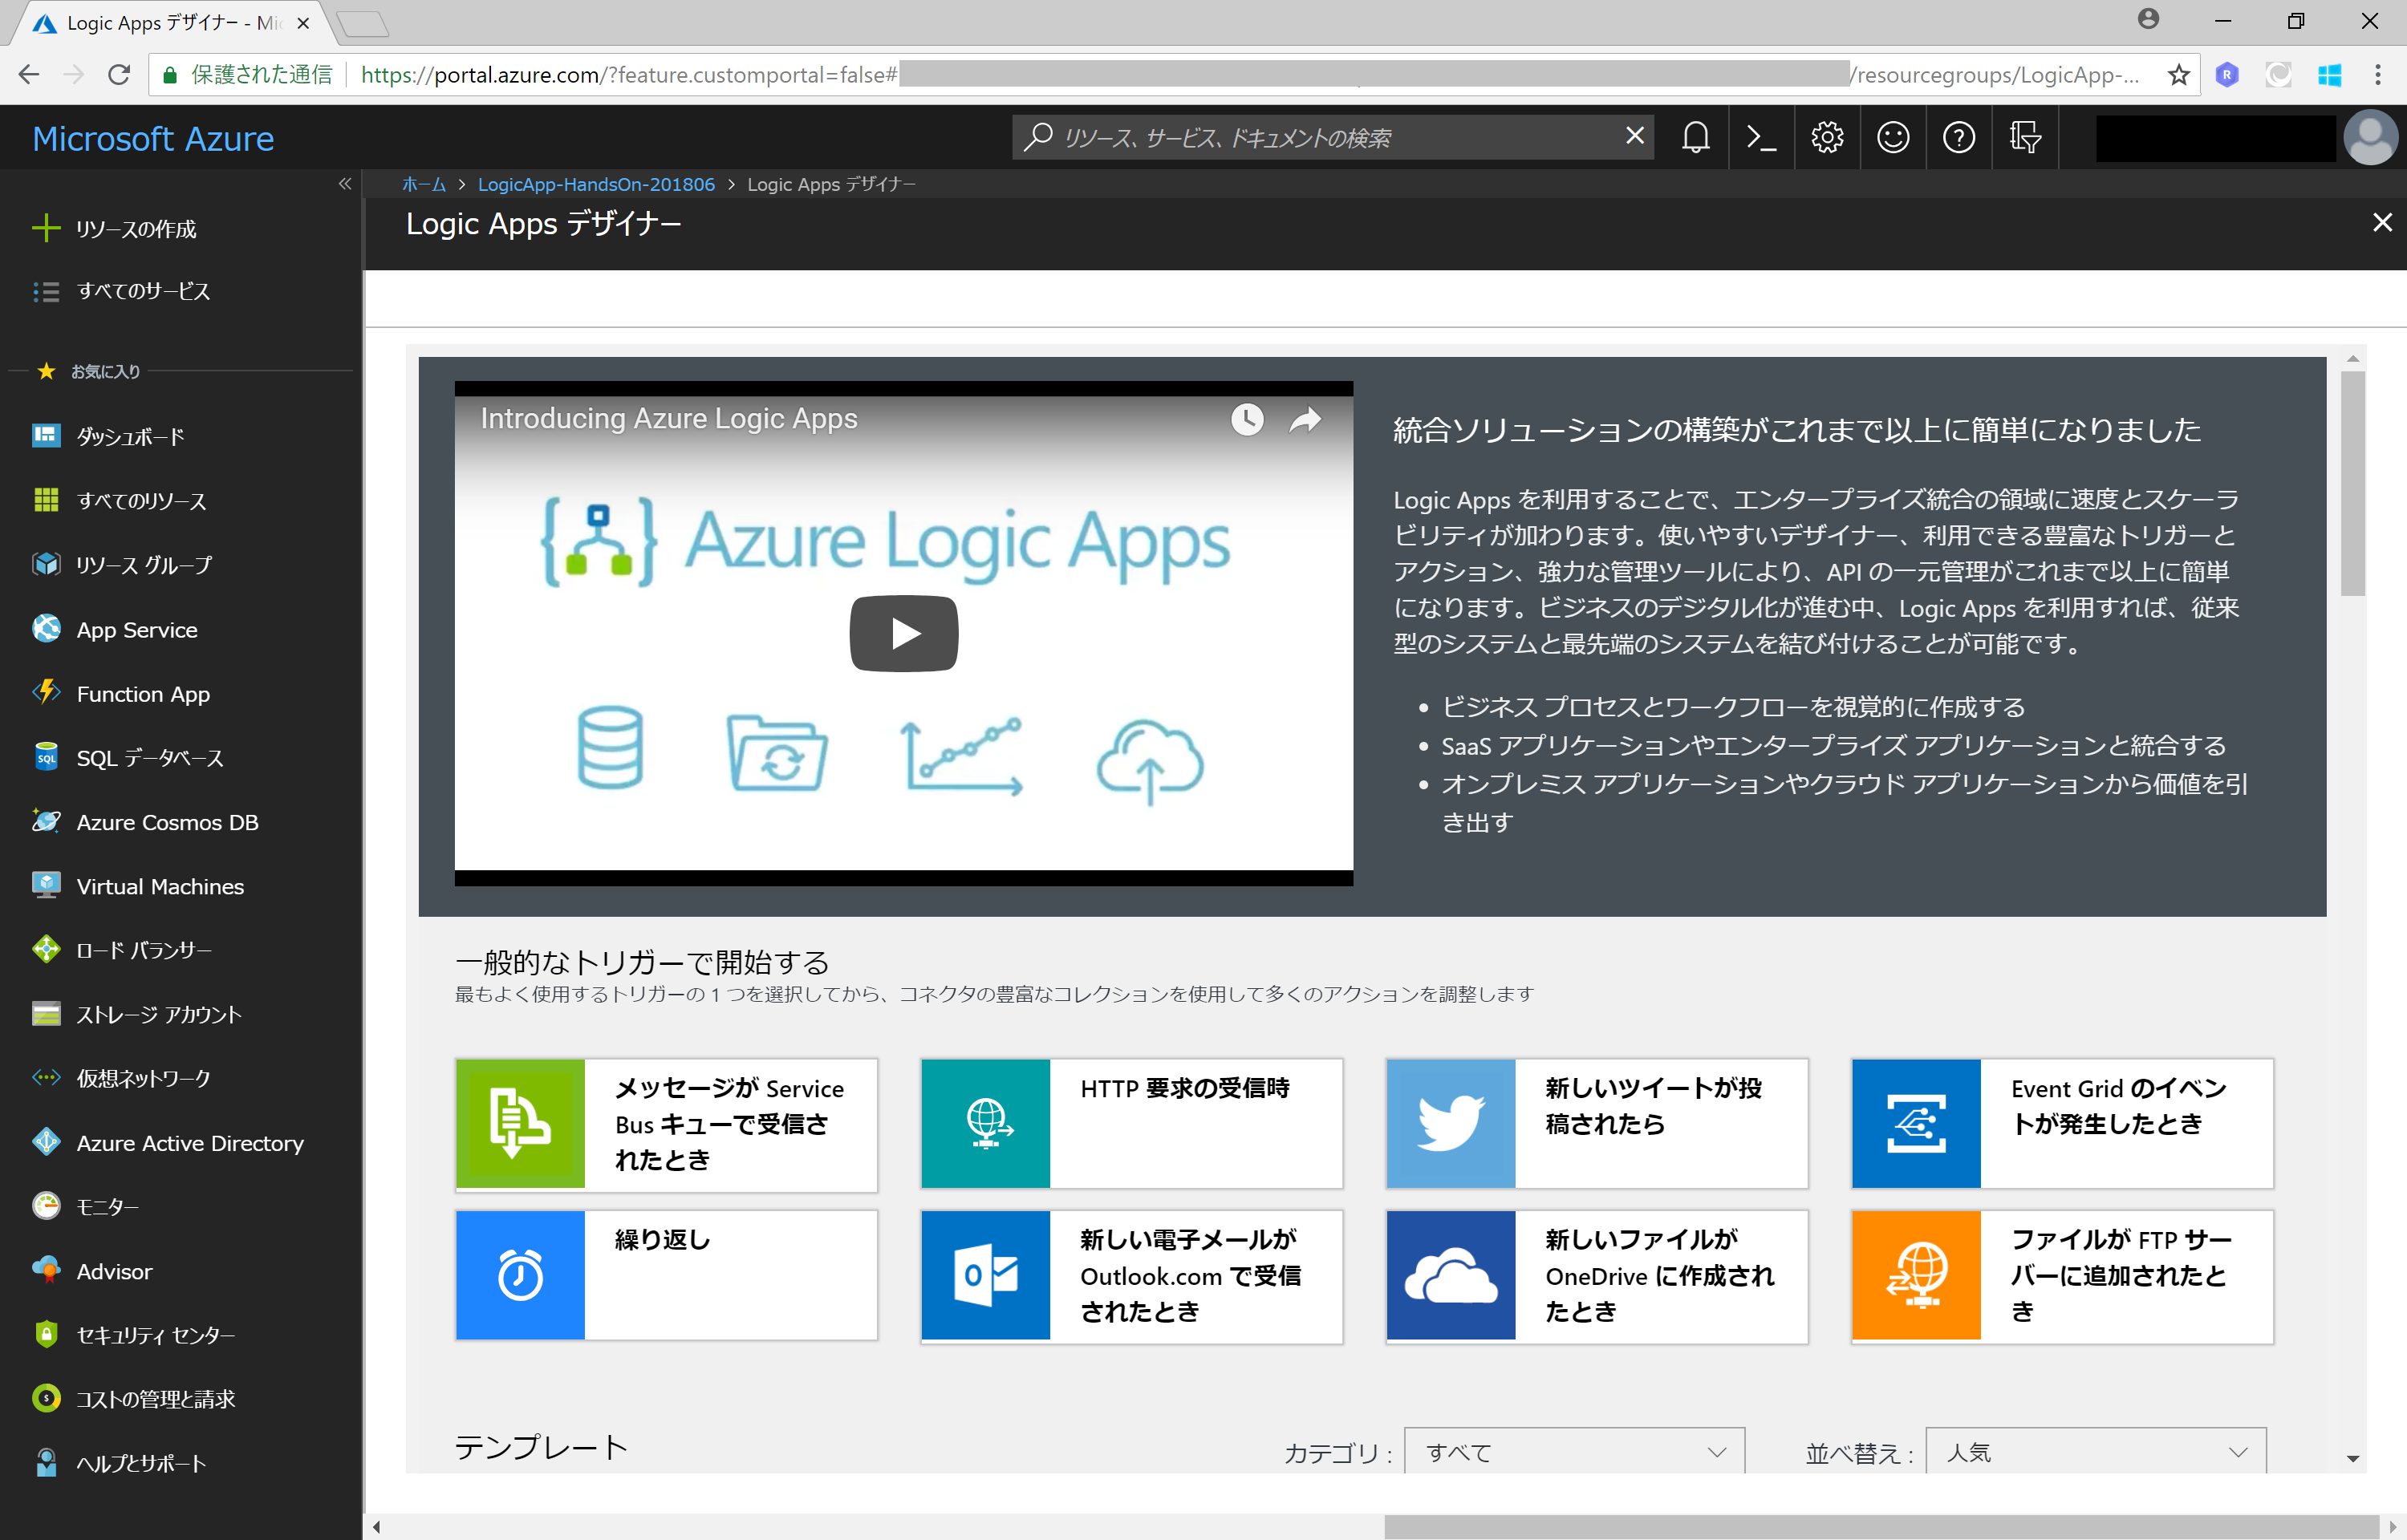 Logic Apps デザイナー - Mic
保護された通信
https://portal.azure.com/?feature.customportal=false#
/resourcegroups/LogicApp-...
R
Microsoft Azure
リソース、サービス、ドキュメントの検索
ホーム > LogicApp-HandsOn-201806 > Logic Apps デザイナー
Logic Apps デザイナー
リソースの作成
すべてのサービス
お気に入り
ダッシュボード
すべてのリソース
リソース グループ
App Service
Function App
SQL データベース
Azure Cosmos DB
Virtual Machines
ロード バランサー
ストレージ アカウント
仮想ネットワーク
Azure Active Directory
モニター
Advisor
セキュリティ センター
コストの管理と請求
ヘルプとサポート
Introducing Azure Logic Apps
Azure Logic Apps
統合ソリューションの構築がこれまで以上に簡単になりました
Logic Apps を利用することで、エンタープライズ統合の領域に速度とスケーラ
ビリティが加わります。使いやすいデザイナー、利用できる豊富なトリガーと
アクション、強力な管理ツールにより、API の一元管理がこれまで以上に簡単
になります。ビジネスのデジタル化が進む中、Logic Apps を利用すれば、従来
型のシステムと最先端のシステムを結び付けることが可能です。
• ビジネス プロセスとワークフローを視覚的に作成する
• SaaS アプリケーションやエンタープライズ アプリケーションと統合する
• オンプレミス アプリケーションやクラウド アプリケーションから価値を引
き出す
一般的なトリガーで開始する
最もよく使用するトリガーの 1 つを選択してから、コネクタの豊富なコレクションを使用して多くのアクションを調整します
メッセージが Service
Bus キューで受信さ
れたとき
HTTP 要求の受信時
新しいツイートが投
稿されたら
Event Grid のイベン
トが発生したとき
繰り返し
新しい電子メールが
Outlook.com で受信
されたとき
新しいファイルが
OneDrive に作成され
たとき
ファイルが FTP サー
バーに追加されたと
き
テンプレート
カテゴリ : すべて
並べ替え : 人気